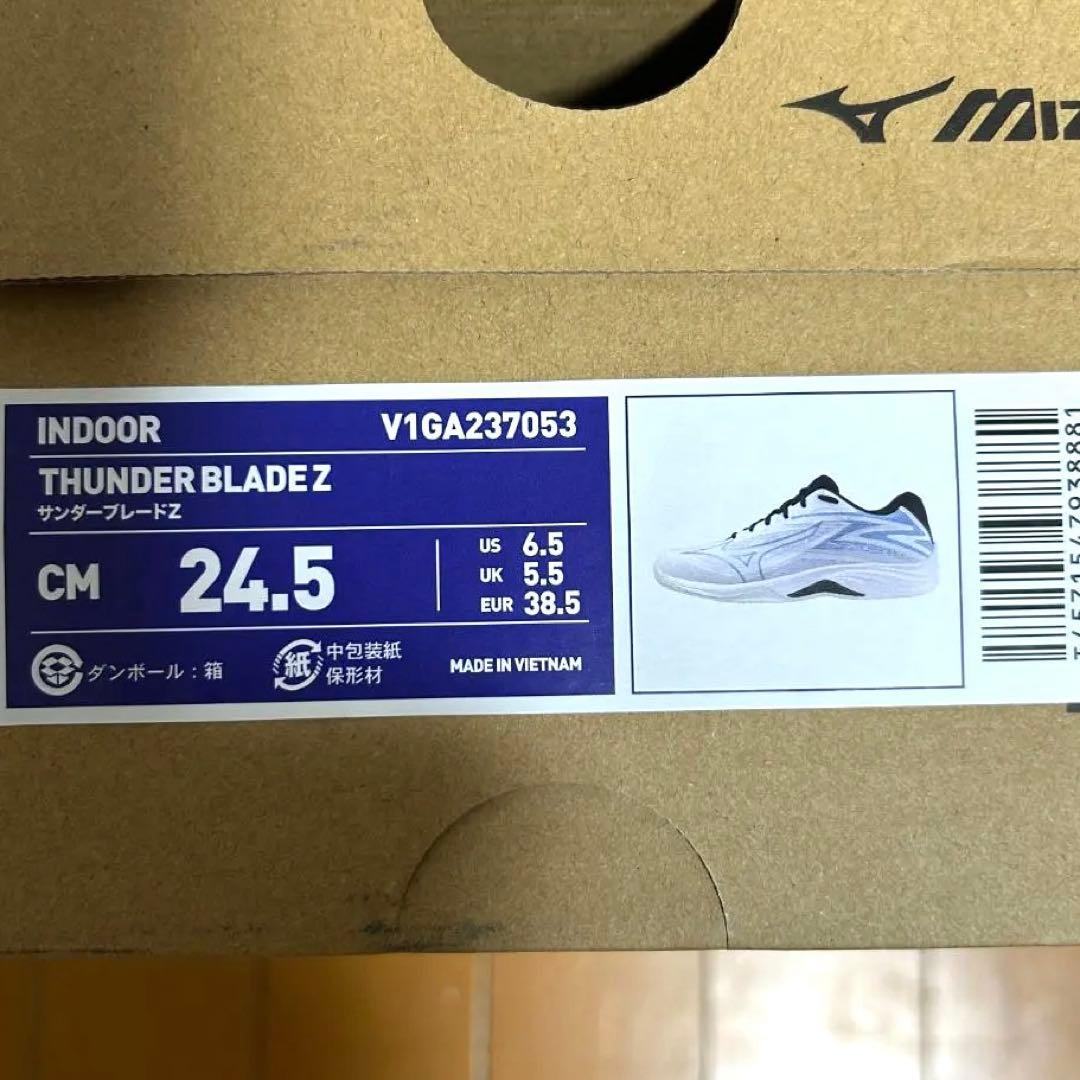 MIZ
INDOOR V1GA237053
THUNDER BLADE Z
サンダーブレードZ
CM 24.5
US 6.5
UK 5.5
EUR 38.5
ダンボール：箱
紙 中包装紙
保形材
MADE IN VIETNAM